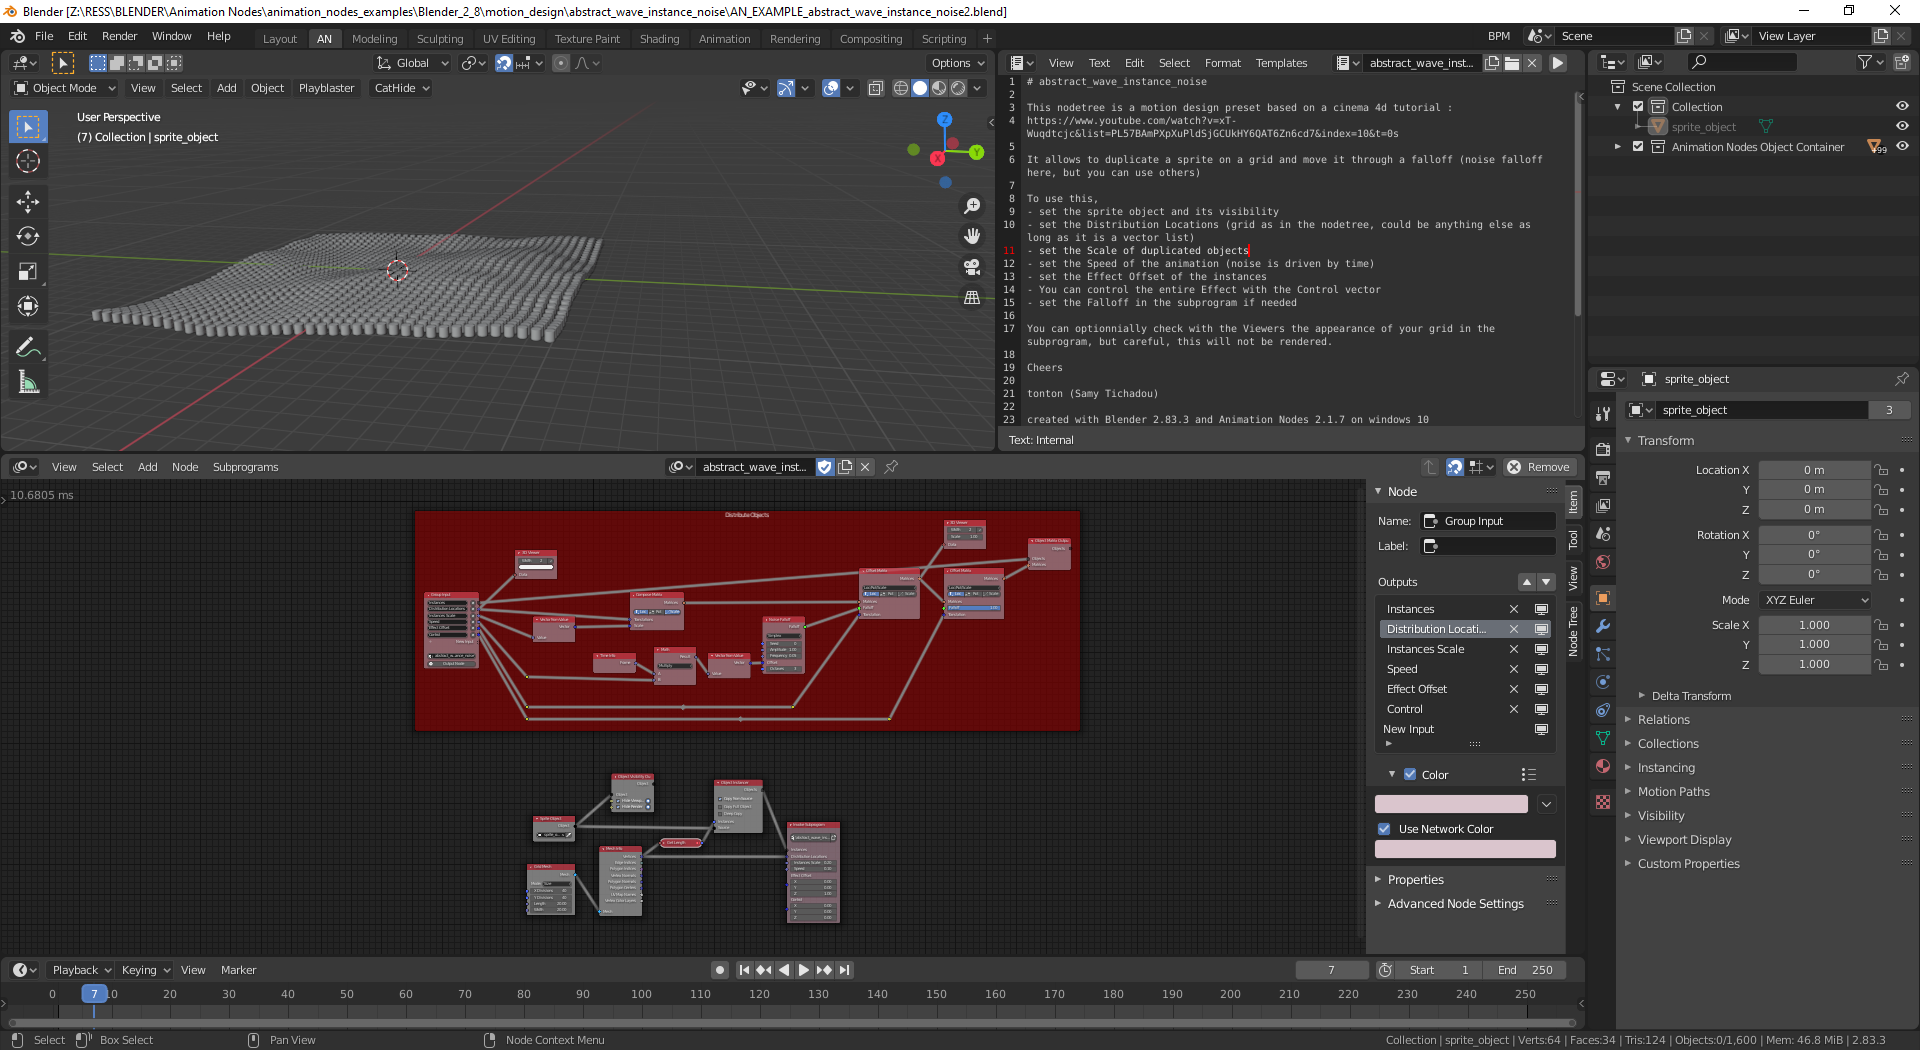 Blender [Z:\RESS\BLENDER\Animation Nodes\animation_nodes_examples\Blender_2_8\motion_design\abstract_wave_instance_noise\AN_EXAMPLE_abstract_wave_instance_noise2.blend]
File Edit Render Window Help
Layout AN Modeling Sculpting UV Editing Texture Paint Shading Animation Rendering Compositing Scripting +
BPM Scene View Layer
Global Options
Object Mode View Select Add Object Playblaster CatHide
User Perspective
(7) Collection | sprite_object
Z
Y
X
View Text Edit Select Format Templates abstract_wave_inst...
1 # abstract_wave_instance_noise
2
3 This nodetree is a motion design preset based on a cinema 4d tutorial :
4 https://www.youtube.com/watch?v=xT-
Wuqdtcjc&list=PL57BAmPXpXuPldSjGCUkHY6QAT6Zn6cd7&index=10&t=0s
5
6 It allows to duplicate a sprite on a grid and move it through a falloff (noise falloff
here, but you can use others)
7
8 To use this,
9 - set the sprite object and its visibility
10 - set the Distribution Locations (grid as in the nodetree, could be anything else as
long as it is a vector list)
11 - set the Scale of duplicated objects
12 - set the Speed of the animation (noise is driven by time)
13 - set the Effect Offset of the instances
14 - You can control the entire Effect with the Control vector
15 - set the Falloff in the subprogram if needed
16
17 You can optionnially check with the Viewers the appearance of your grid in the
subprogram, but careful, this will not be rendered.
18
19 Cheers
20
21 tonton (Samy Tichadou)
22
23 created with Blender 2.83.3 and Animation Nodes 2.1.7 on windows 10
Text: Internal
Scene Collection
Collection
sprite_object
Animation Nodes Object Container
sprite_object
sprite_object 3
Transform
Location X 0 m
Y 0 m
Z 0 m
Rotation X 0°
Y 0°
Z 0°
Mode XYZ Euler
Scale X 1.000
Y 1.000
Z 1.000
Delta Transform
Relations
Collections
Instancing
Motion Paths
Visibility
Viewport Display
Custom Properties
View Select Add Node Subprograms abstract_wave_inst... Remove
10.6805 ms
Distribute Objects
Node
Name: Group Input
Label:
Outputs
Instances
Distribution Locati...
Instances Scale
Speed
Effect Offset
Control
New Input
Color
Use Network Color
Properties
Advanced Node Settings
Item
Tool
View
Node Tree
Playback Keying View Marker 7 Start 1 End 250
0 7 10 20 30 40 50 60 70 80 90 100 110 120 130 140 150 160 170 180 190 200 210 220 230 240 250
Select Box Select Pan View Node Context Menu
Collection | sprite_object | Verts:64 | Faces:34 | Tris:124 | Objects:0/1,600 | Mem: 46.8 MiB | 2.83.3